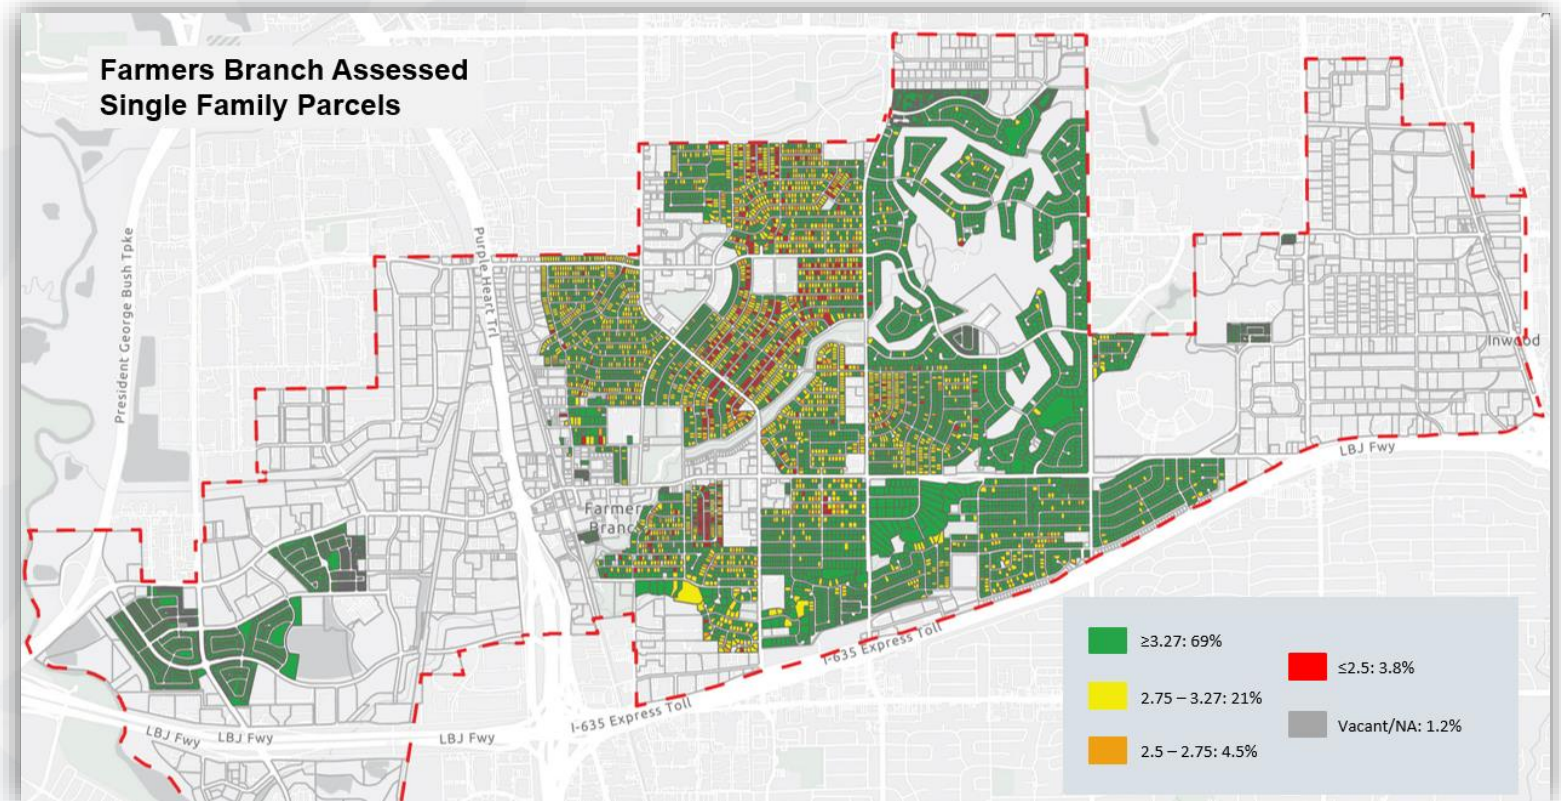 Farmers Branch Assessed
Single Family Parcels
President George Bush Tpke
Purple Heart Trl
Inwood
LBJ Fwy
Farmer
Branc
I-635 Express Toll
I-635 Express Toll
LBJ Fwy
LBJ Fwy
LBJ Fwy
≥3.27: 69%
≤2.5: 3.8%
2.75 – 3.27: 21%
Vacant/NA: 1.2%
2.5 – 2.75: 4.5%